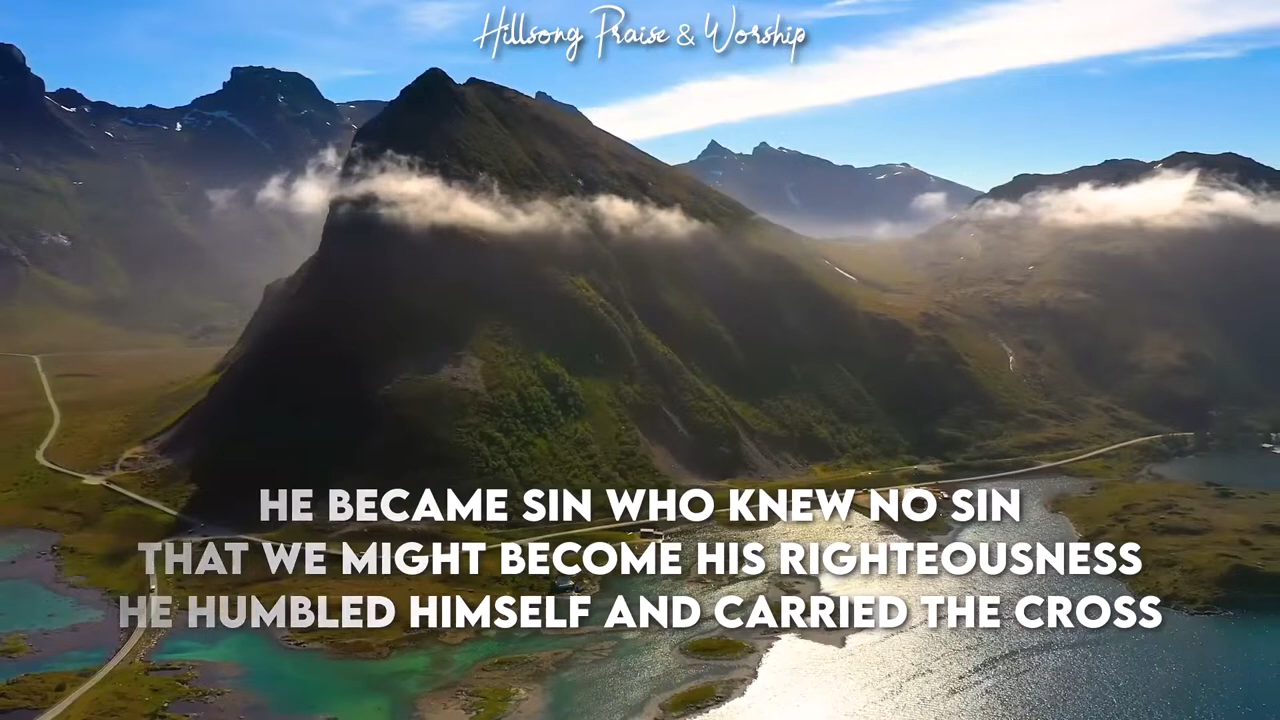 Hillsong Praise & Worship
HE BECAME SIN WHO KNEW NO SIN
THAT WE MIGHT BECOME HIS RIGHTEOUSNESS
HE HUMBLED HIMSELF AND CARRIED THE CROSS